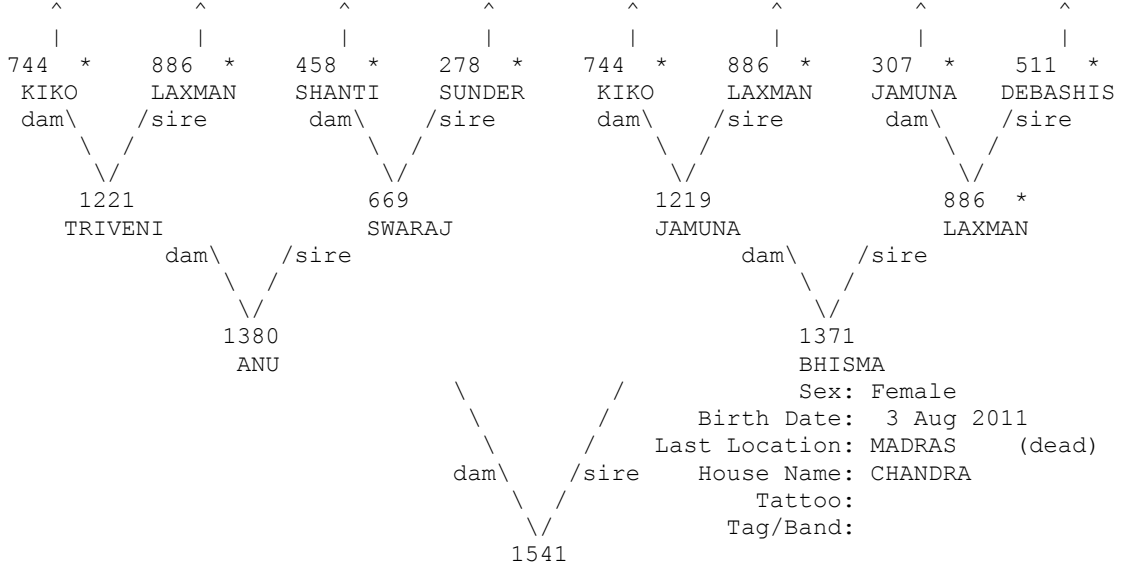 ^ ^ ^ ^ ^ ^ ^ ^
| | | | | | | |
744 * 886 * 458 * 278 * 744 * 886 * 307 * 511 *
KIKO LAXMAN SHANTI SUNDER KIKO LAXMAN JAMUNA DEBASHIS
dam\ /sire dam\ /sire dam\ /sire dam\ /sire
\ / \ / \ / \ /
\/ \/ \/ \/
1221 669 1219 886 *
TRIVENI SWARAJ JAMUNA LAXMAN
dam\ /sire dam\ /sire
\ / \ /
\/ \/
1380 1371
ANU BHISMA
\ / Sex: Female
\ / Birth Date: 3 Aug 2011
\ / Last Location: MADRAS (dead)
dam\ /sire House Name: CHANDRA
\ / Tattoo:
\/ Tag/Band:
1541